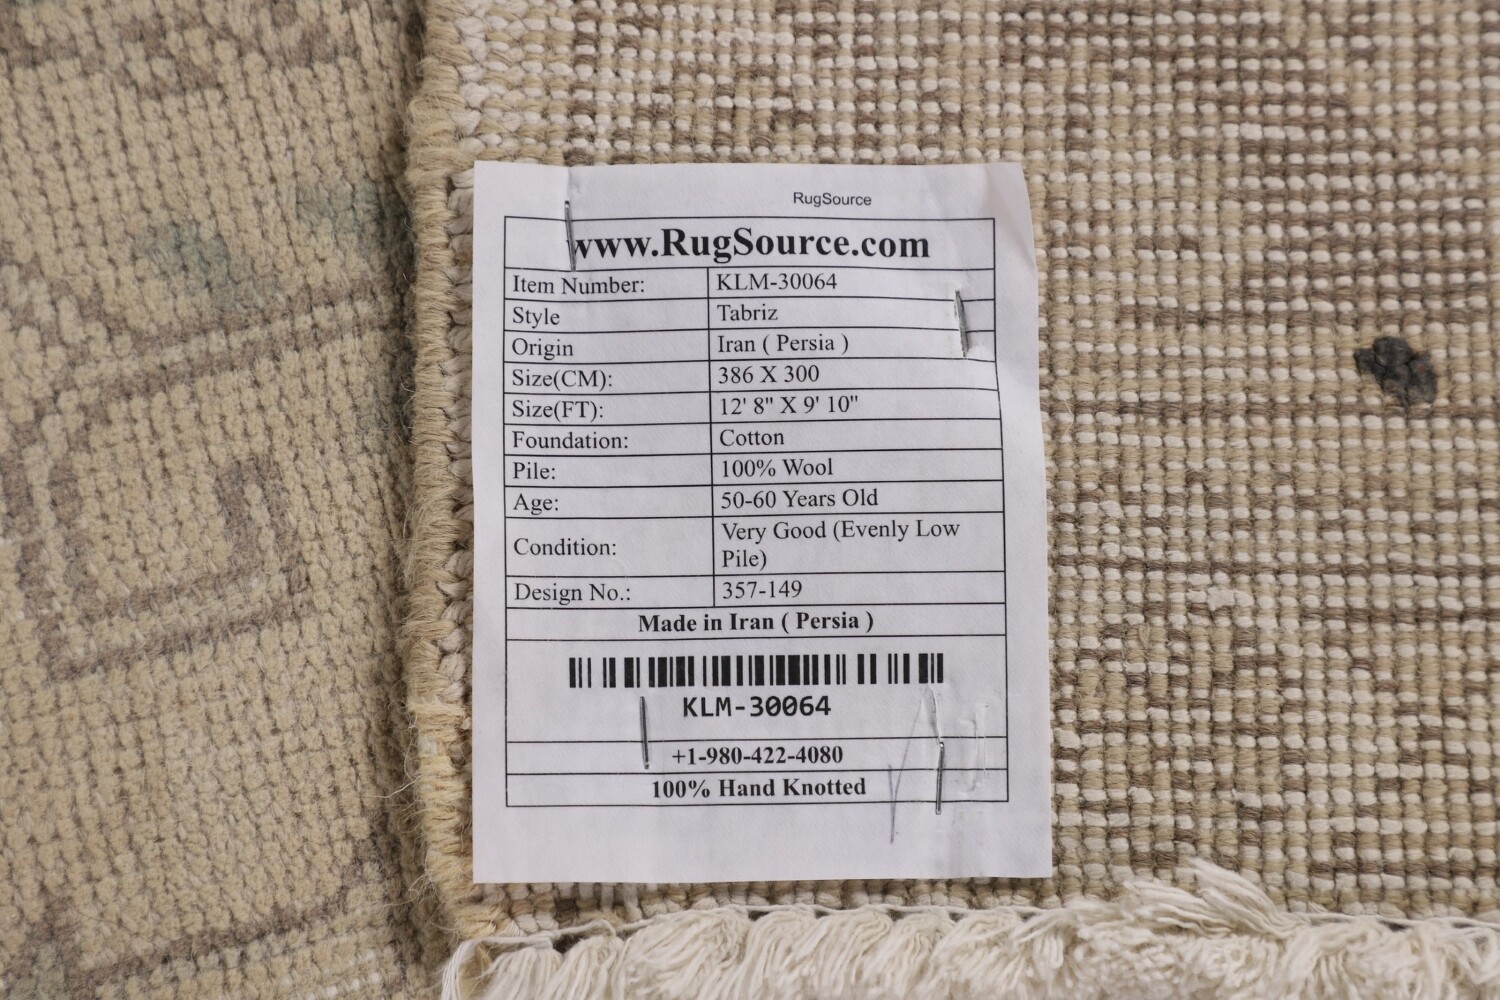 RugSource
www.RugSource.com
Item Number: KLM-30064
Style Tabriz
Origin Iran ( Persia )
Size(CM): 386 X 300
Size(FT): 12' 8" X 9' 10"
Foundation: Cotton
Pile: 100% Wool
Age: 50-60 Years Old
Condition: Very Good (Evenly Low
Pile)
Design No.: 357-149
Made in Iran ( Persia )
KLM-30064
+1-980-422-4080
100% Hand Knotted